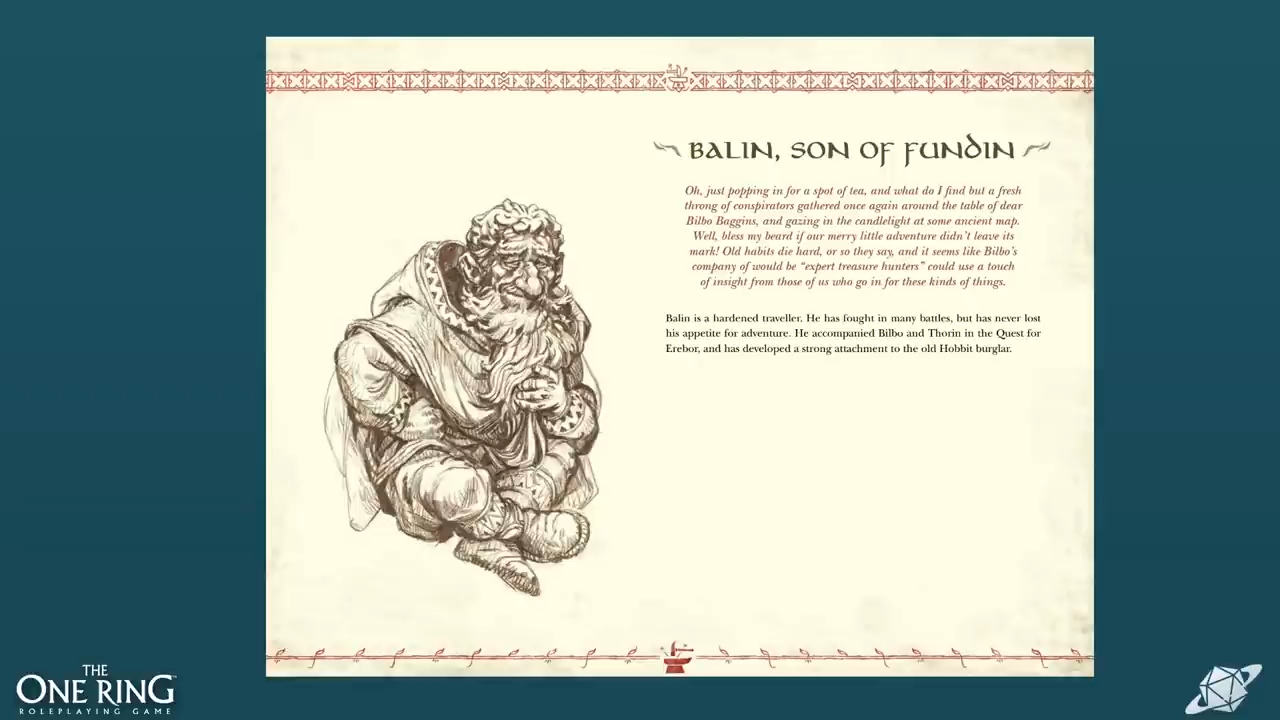 BALIN, SON OF FUNDIN
Oh, just popping in for a spot of tea, and what do I find but a fresh
throng of conspirators gathered once again around the table of dear
Bilbo Baggins, and gazing in the candlelight at some ancient map.
Well, bless my beard if our merry little adventure didn't leave its
mark! Old habits die hard, or so they say, and it seems like Bilbo's
company of would be “expert treasure hunters” could use a touch
of insight from those of us who go in for these kinds of things.
Balin is a hardened traveller. He has fought in many battles, but has never lost
his appetite for adventure. He accompanied Bilbo and Thorin in the Quest for
Erebor, and has developed a strong attachment to the old Hobbit burglar.
THE
ONE RING™
ROLEPLAYING GAME